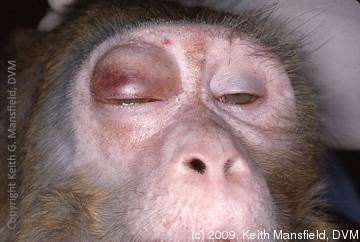 Copyright © Keith G. Mansfield, DVM
(c) 2009, Keith Mansfield, DVM